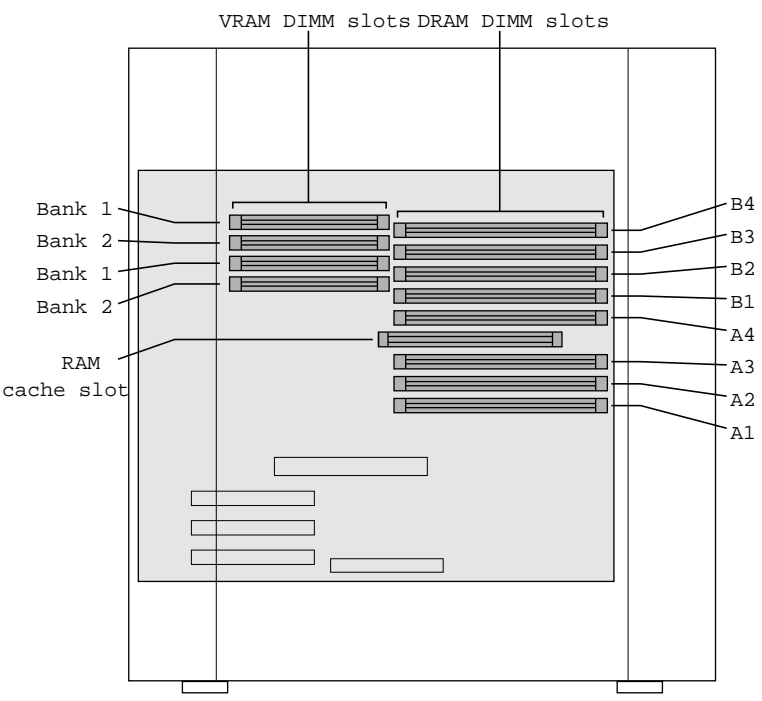 VRAM DIMM slots DRAM DIMM slots
Bank 1
Bank 2
Bank 1
Bank 2
RAM
cache slot
B4
B3
B2
B1
A4
A3
A2
A1